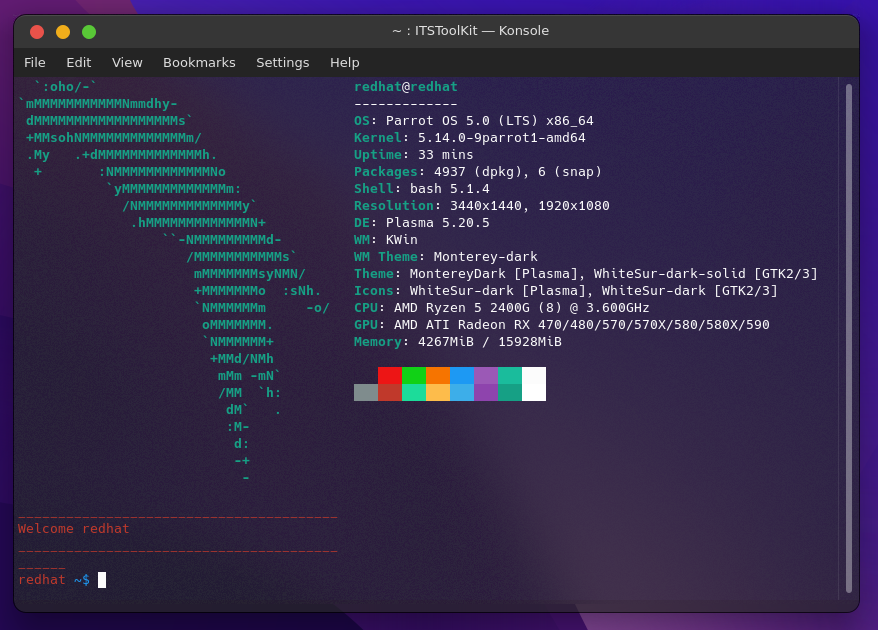 ~ : ITSToolKit — Konsole
File Edit View Bookmarks Settings Help
`:oho/-`
`mMMMMMMMMMMMNmmdhy-
dMMMMMMMMMMMMMMMMMMs`
+MMsohNMMMMMMMMMMMMMm/
.My   .+dMMMMMMMMMMMMMh.
+       :NMMMMMMMMMMMMNo
`yMMMMMMMMMMMMMm:
/NMMMMMMMMMMMMMy`
.hMMMMMMMMMMMMMN+
``-NMMMMMMMMMd-
/MMMMMMMMMMMs`
mMMMMMMMsyNMN/
+MMMMMMMo  :sNh.
`NMMMMMMm     -o/
oMMMMMMM.
`NMMMMMM+
+MMd/NMh
mMm -mN`
/MM  `h:
dM`   .
:M-
d:
-+
-
redhat@redhat
-------------
OS: Parrot OS 5.0 (LTS) x86_64
Kernel: 5.14.0-9parrot1-amd64
Uptime: 33 mins
Packages: 4937 (dpkg), 6 (snap)
Shell: bash 5.1.4
Resolution: 3440x1440, 1920x1080
DE: Plasma 5.20.5
WM: KWin
WM Theme: Monterey-dark
Theme: MontereyDark [Plasma], WhiteSur-dark-solid [GTK2/3]
Icons: WhiteSur-dark [Plasma], WhiteSur-dark [GTK2/3]
CPU: AMD Ryzen 5 2400G (8) @ 3.600GHz
GPU: AMD ATI Radeon RX 470/480/570/570X/580/580X/590
Memory: 4267MiB / 15928MiB
________________________________________
Welcome redhat
________________________________________
______
redhat ~$